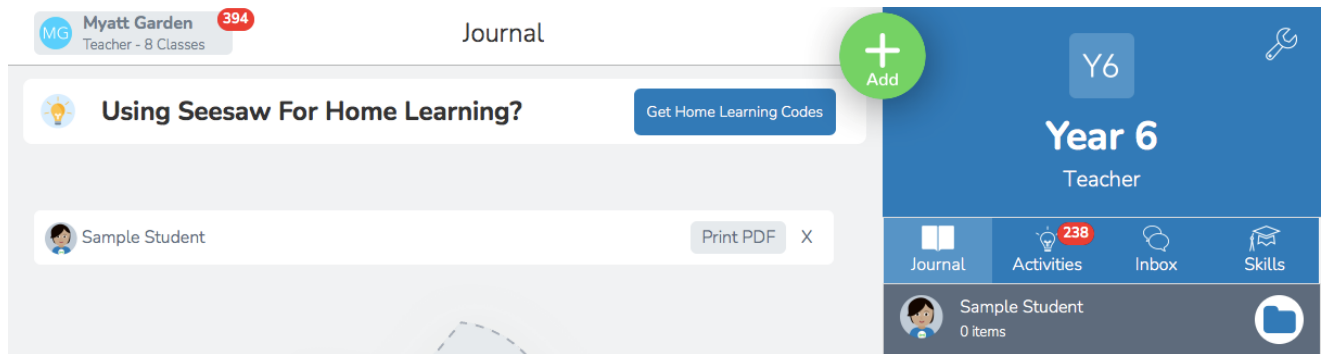 MG
Myatt Garden
394
Teacher - 8 Classes
Journal
Add
Y6
Using Seesaw For Home Learning?
Get Home Learning Codes
Year 6
Teacher
Sample Student
Print PDF
X
Journal
238
Activities
Inbox
Skills
Sample Student
0 items